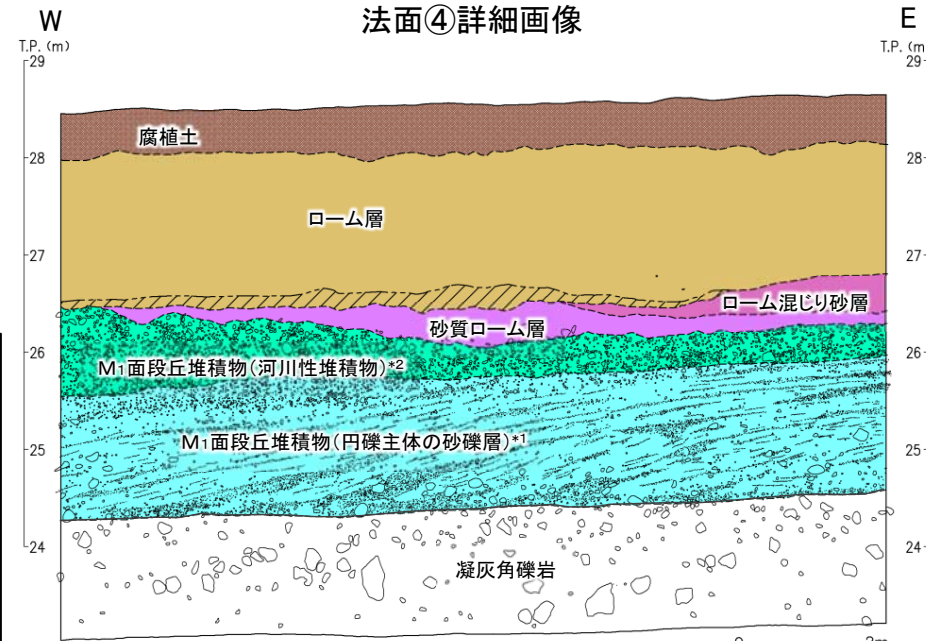 法面④詳細画像
W
E
T.P. (m)
T.P. (m
29
29
腐植土
28
28
ローム層
27
27
ローム混じり砂層
砂質ローム層
26
26
M1面段丘堆積物(河川性堆積物)*2
25
25
M1面段丘堆積物(円礫主体の砂礫層)*1
24
24
凝灰角礫岩